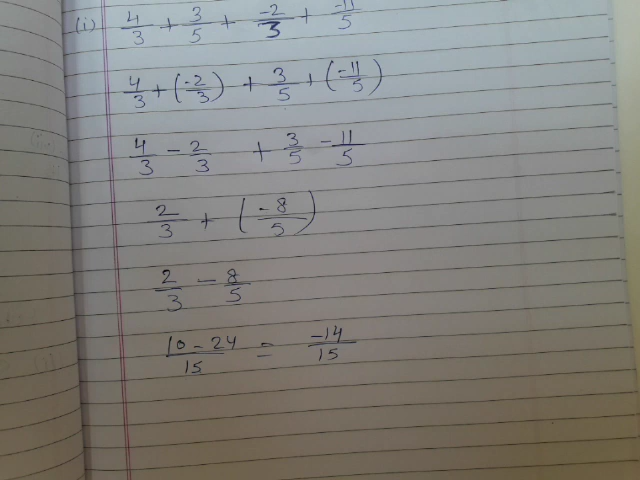 (i) 4/3 + 3/5 + -2/3 + -11/5
4/3 + (-2/3) + 3/5 + (-11/5)
4/3 - 2/3 + 3/5 - 11/5
2/3 + (-8/5)
2/3 - 8/5
10-24/15 = -14/15